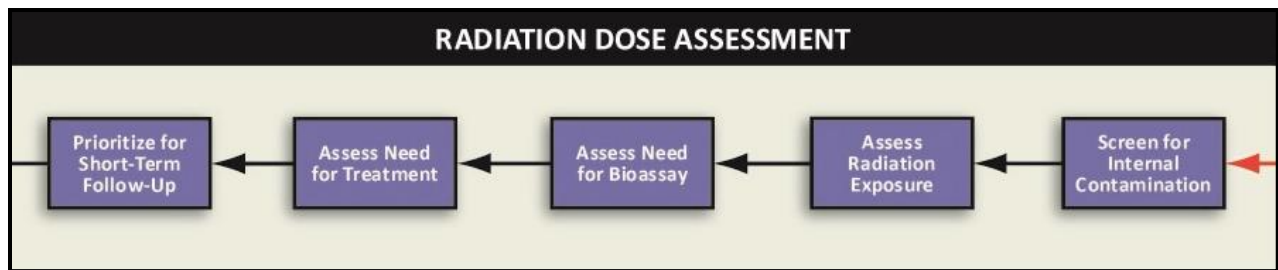 RADIATION DOSE ASSESSMENT
Prioritize for
Short-Term
Follow-Up
Assess Need
for Treatment
Assess Need
for Bioassay
Assess
Radiation
Exposure
Screen for
Internal
Contamination